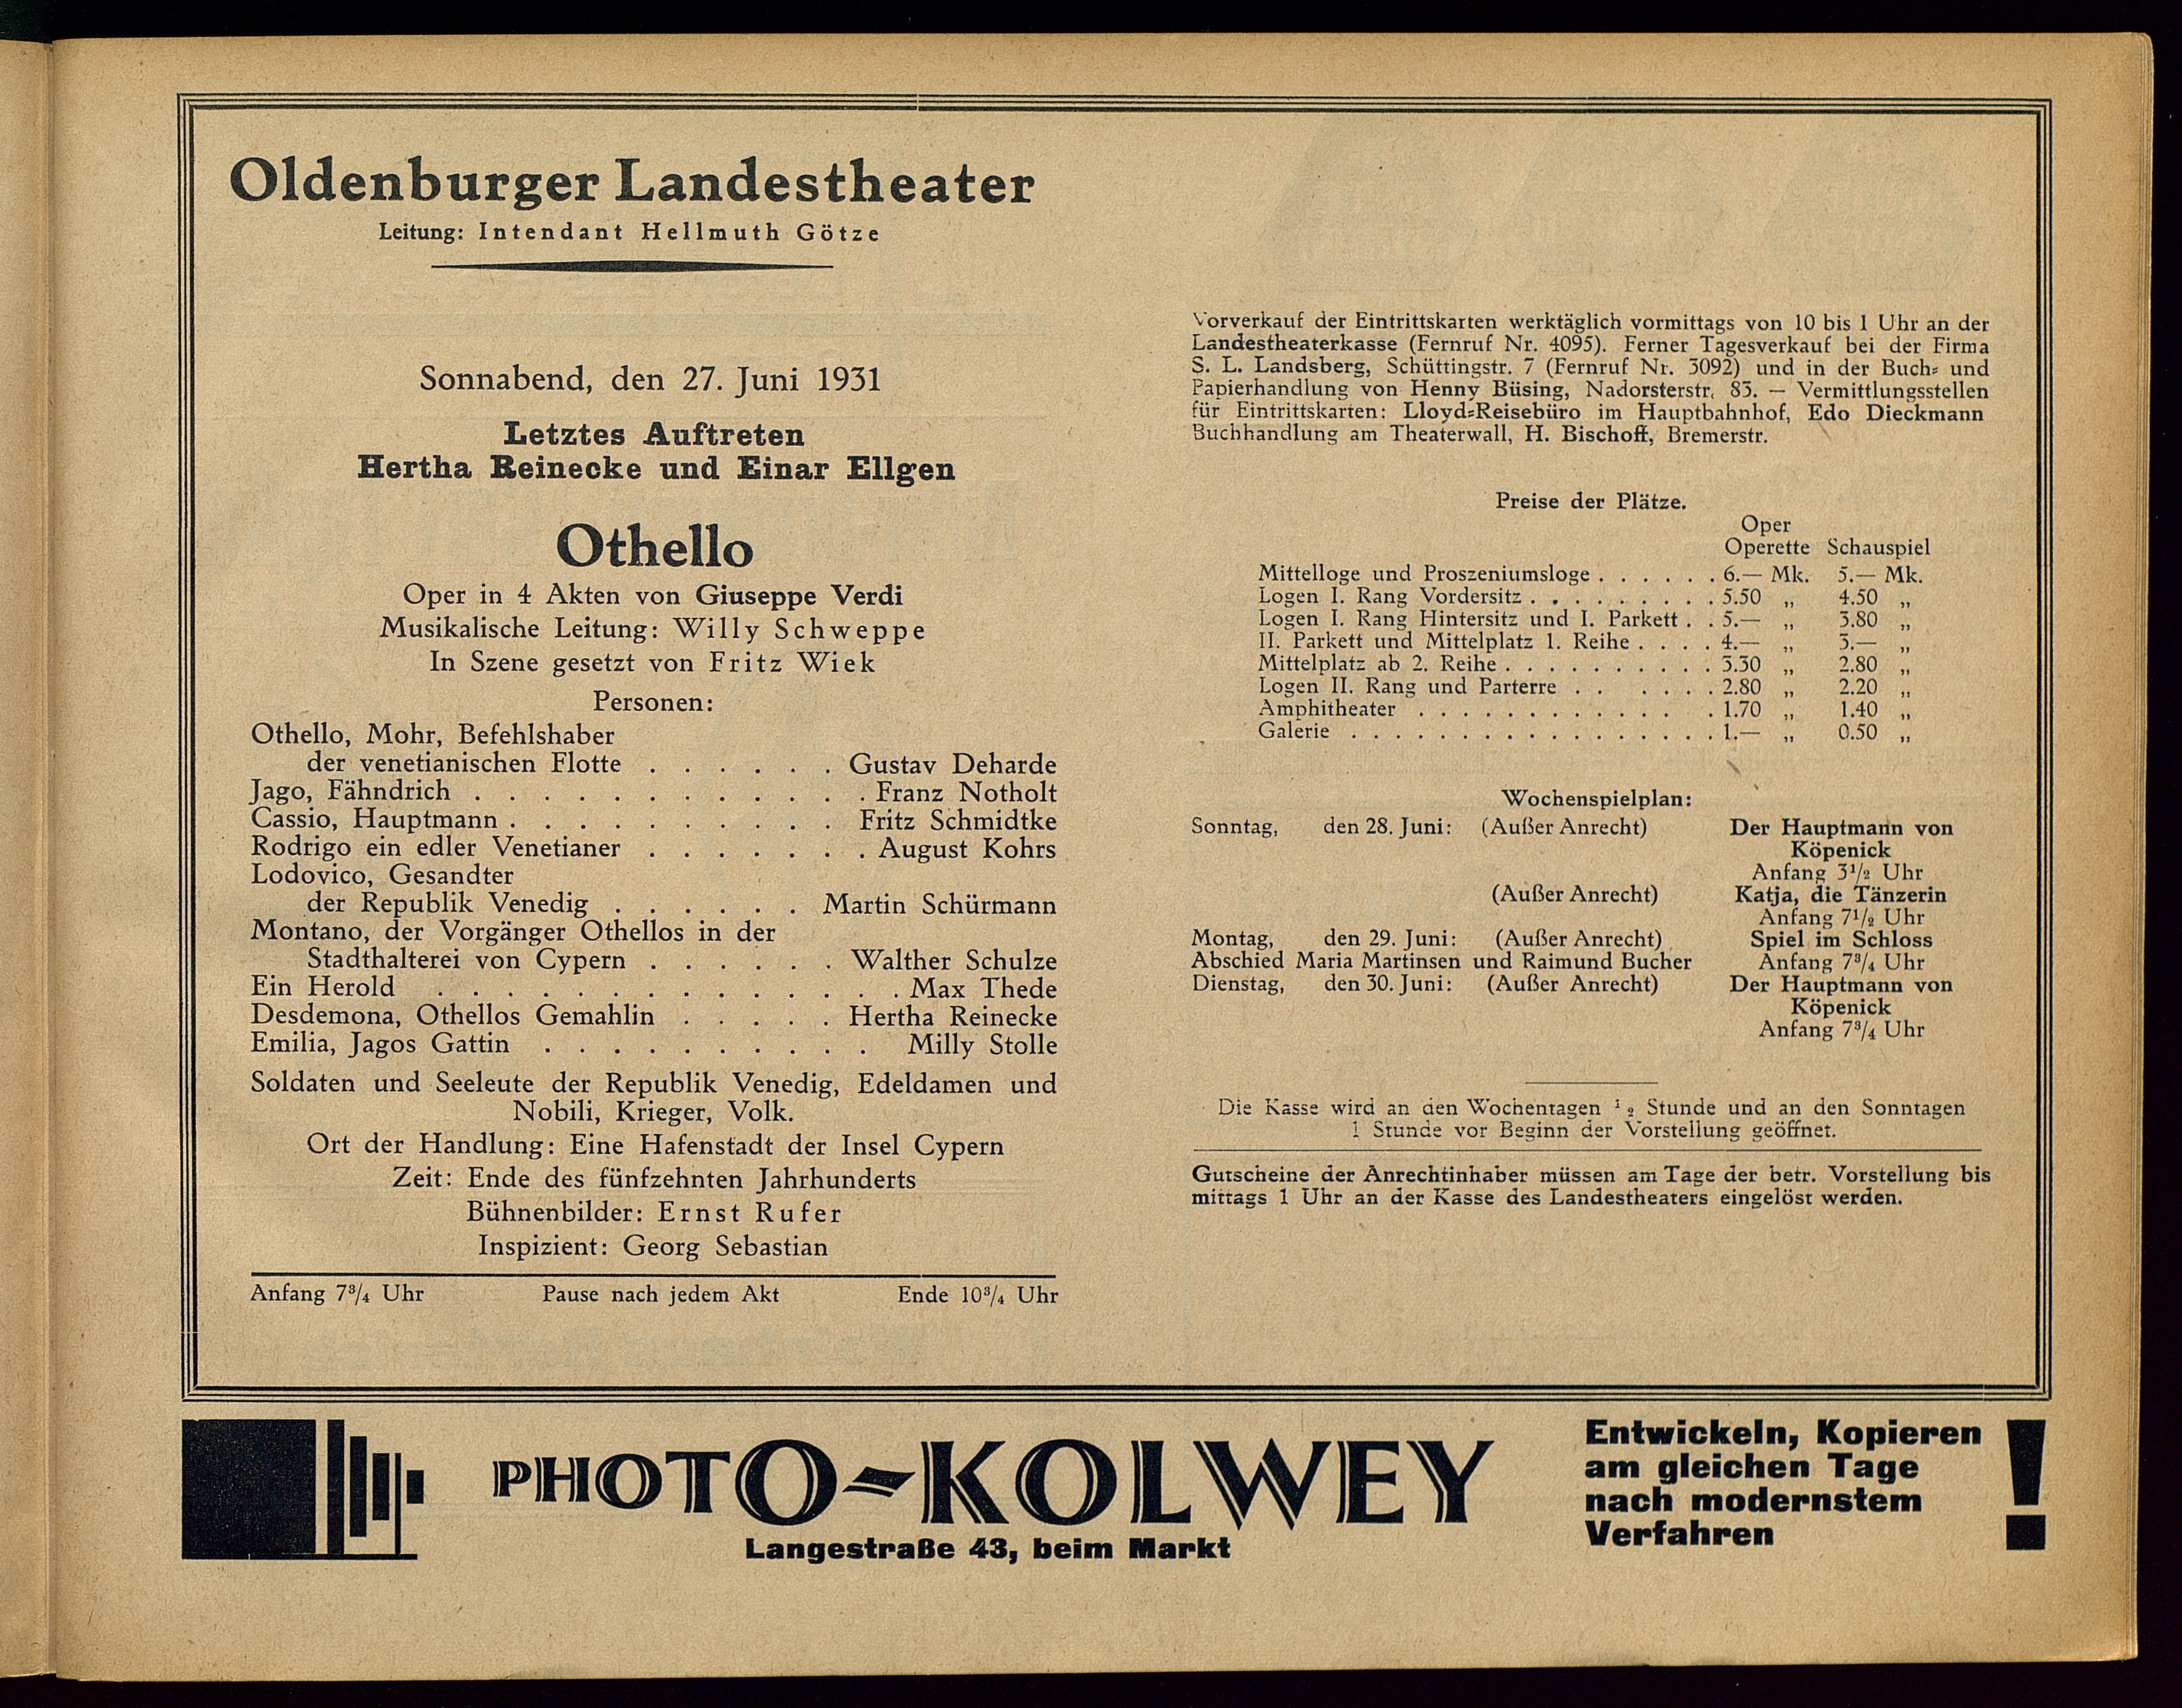 Oldenburger Landestheater
Leitung: Intendant Hellmuth Götze
Sonnabend, den 27. Juni 1931
Letztes Auftreten
Hertha Reinecke und Einar Ellgen
Othello
Oper in 4 Akten von Giuseppe Verdi
Musikalische Leitung: Willy Schweppe
In Szene gesetzt von Fritz Wiek
Personen:
Othello, Mohr, Befehlshaber
der venetianischen Flotte . . . . . . Gustav Deharde
Jago, Fähndrich . . . . . . . . . . . . Franz Notholt
Cassio, Hauptmann . . . . . . . . . . Fritz Schmidtke
Rodrigo ein edler Venetianer . . . . . . . August Kohrs
Lodovico, Gesandter
der Republik Venedig . . . . . . Martin Schürmann
Montano, der Vorgänger Othellos in der
Stadthalterei von Cypern . . . . . . Walther Schulze
Ein Herold . . . . . . . . . . . . . . Max Thede
Desdemona, Othellos Gemahlin . . . . . Hertha Reinecke
Emilia, Jagos Gattin . . . . . . . . . . Milly Stolle
Soldaten und Seeleute der Republik Venedig, Edeldamen und
Nobili, Krieger, Volk.
Ort der Handlung: Eine Hafenstadt der Insel Cypern
Zeit: Ende des fünfzehnten Jahrhunderts
Bühnenbilder: Ernst Rufer
Inspizient: Georg Sebastian
Anfang 7¾ Uhr Pause nach jedem Akt Ende 10¾ Uhr
Vorverkauf der Eintrittskarten werktäglich vormittags von 10 bis 1 Uhr an der
Landestheaterkasse (Fernruf Nr. 4095). Ferner Tagesverkauf bei der Firma
S. L. Landsberg, Schüttingstr. 7 (Fernruf Nr. 3092) und in der Buch- und
Papierhandlung von Henny Büsing, Nadorsterstr. 83. — Vermittlungsstellen
für Eintrittskarten: Lloyd-Reisebüro im Hauptbahnhof, Edo Dieckmann
Buchhandlung am Theaterwall, H. Bischoff, Bremerstr.
Preise der Plätze.
Oper
Operette Schauspiel
Mittelloge und Proszeniumsloge . . . . . . 6.— Mk. 5.— Mk.
Logen I. Rang Vordersitz . . . . . . . . . 5.50 „ 4.50 „
Logen I. Rang Hintersitz und I. Parkett . . 5.— „ 3.80 „
II. Parkett und Mittelplatz 1. Reihe . . . . 4.— „ 3.— „
Mittelplatz ab 2. Reihe . . . . . . . . . . 3.30 „ 2.80 „
Logen II. Rang und Parterre . . . . . . 2.80 „ 2.20 „
Amphitheater . . . . . . . . . . . . . 1.70 „ 1.40 „
Galerie . . . . . . . . . . . . . . . . . 1.— „ 0.50 „
Wochenspielplan:
Sonntag, den 28. Juni: (Außer Anrecht) Der Hauptmann von
Köpenick
Anfang 3½ Uhr
(Außer Anrecht) Katja, die Tänzerin
Anfang 7½ Uhr
Montag, den 29. Juni: (Außer Anrecht) Spiel im Schloss
Abschied Maria Martinsen und Raimund Bucher Anfang 7¾ Uhr
Dienstag, den 30. Juni: (Außer Anrecht) Der Hauptmann von
Köpenick
Anfang 7¾ Uhr
Die Kasse wird an den Wochentagen ½ Stunde und an den Sonntagen
1 Stunde vor Beginn der Vorstellung geöffnet.
Gutscheine der Anrechtinhaber müssen am Tage der betr. Vorstellung bis
mittags 1 Uhr an der Kasse des Landestheaters eingelöst werden.
PHOTO-KOLWEY
Langestraße 43, beim Markt
Entwickeln, Kopieren
am gleichen Tage
nach modernstem
Verfahren !